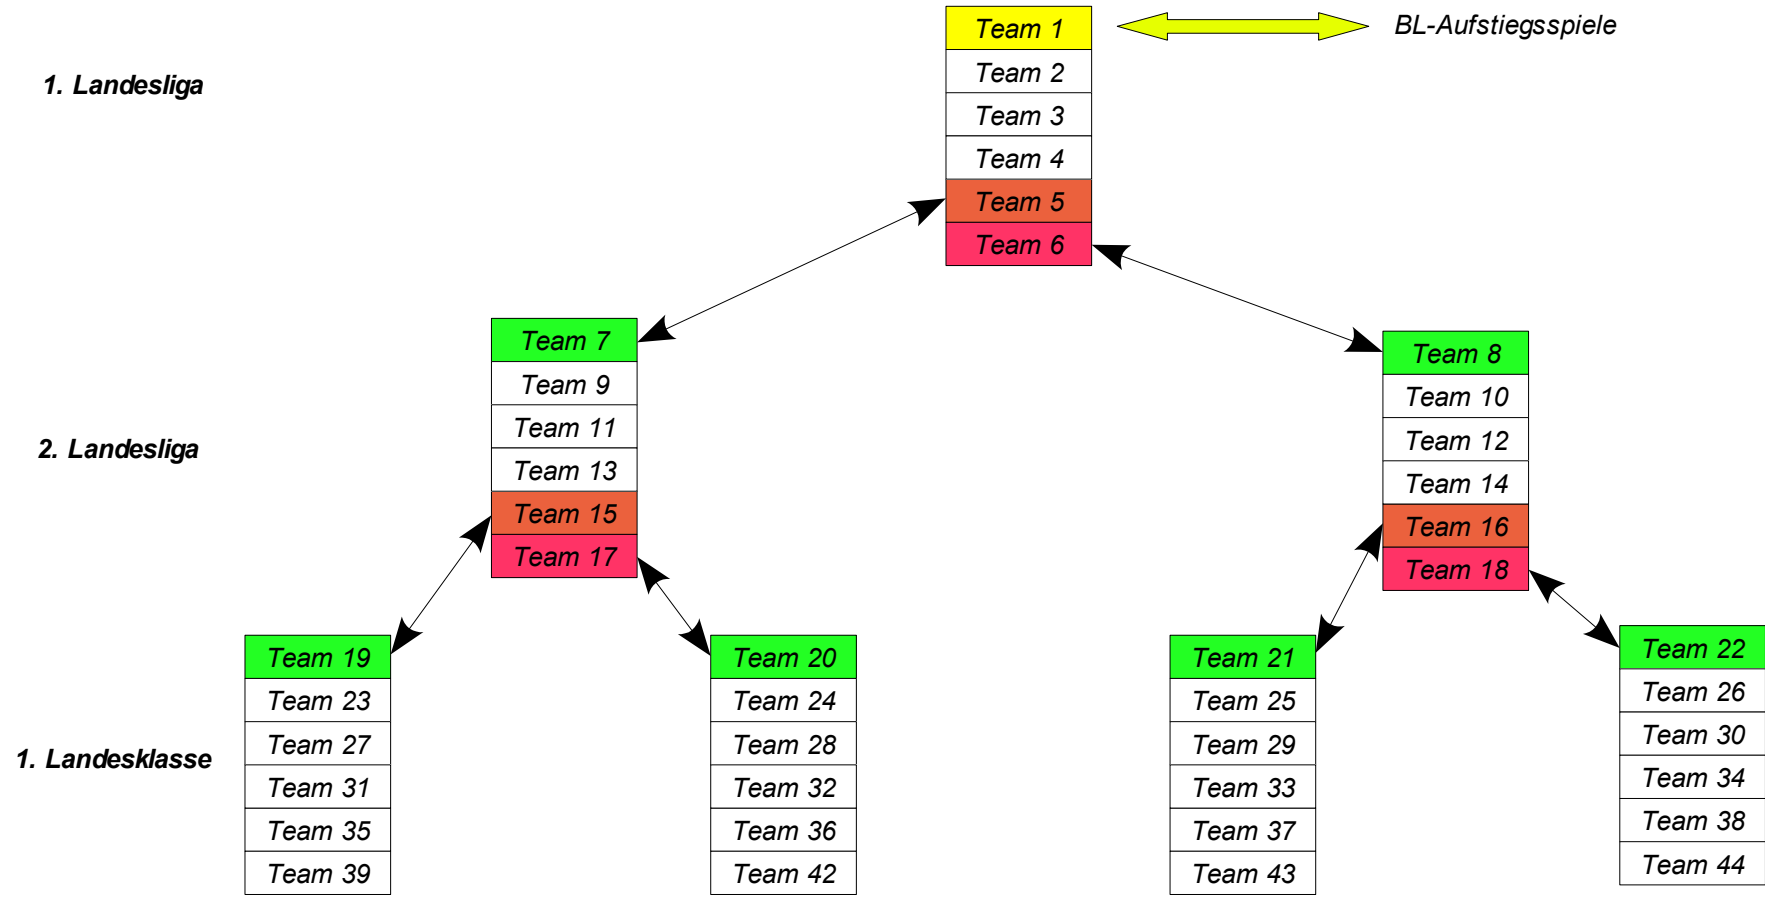 Team 1
BL-Aufstiegsspiele
1. Landesliga
Team 2
Team 3
Team 4
Team 5
Team 6
2. Landesliga
Team 7
Team 9
Team 11
Team 13
Team 15
Team 17
Team 8
Team 10
Team 12
Team 14
Team 16
Team 18
1. Landesklasse
Team 19
Team 23
Team 27
Team 31
Team 35
Team 39
Team 20
Team 24
Team 28
Team 32
Team 36
Team 42
Team 21
Team 25
Team 29
Team 33
Team 37
Team 43
Team 22
Team 26
Team 30
Team 34
Team 38
Team 44